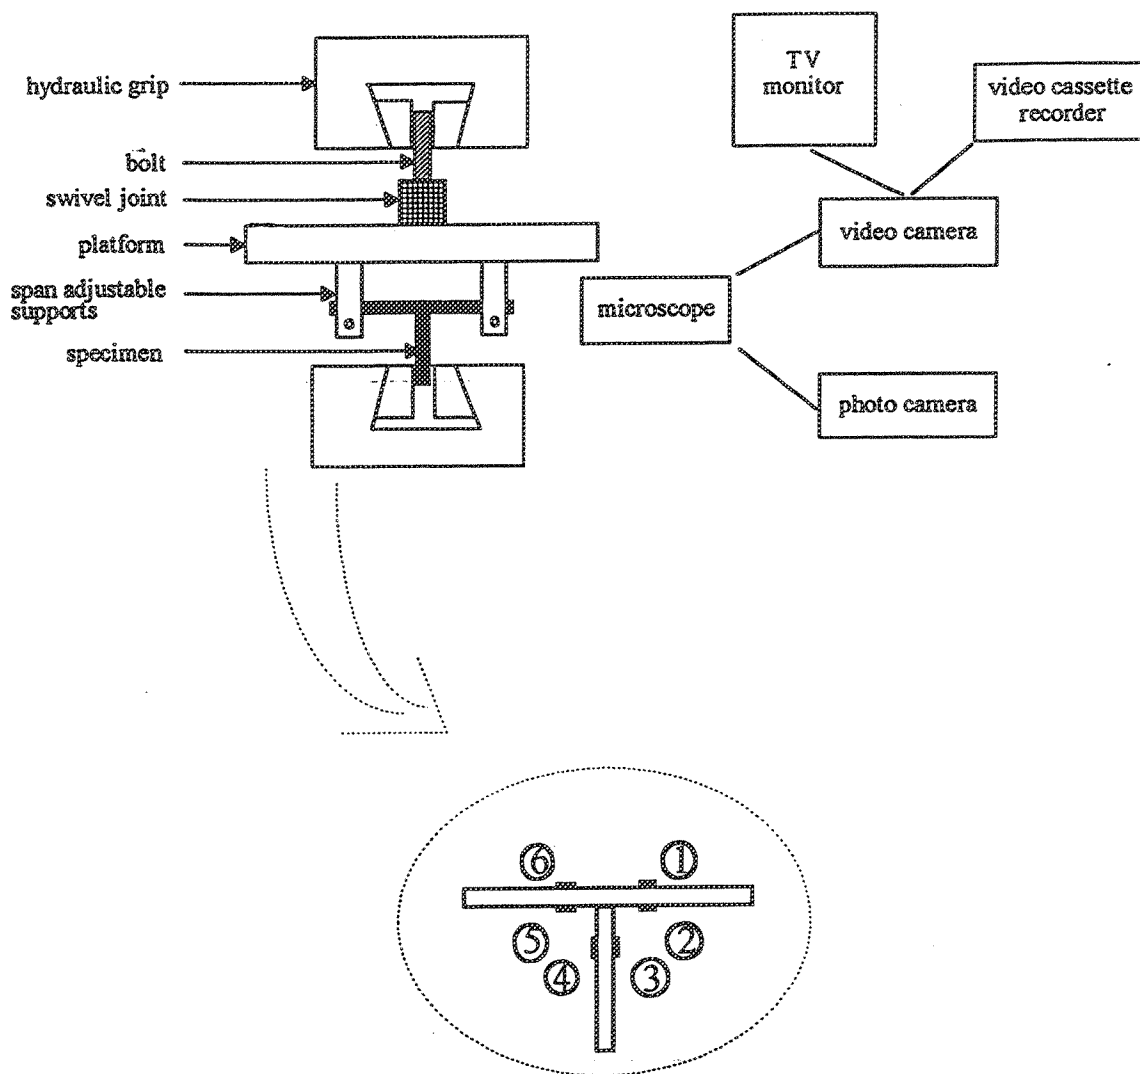 hydraulic grip
bolt
swivel joint
platform
span adjustable
supports
specimen
TV
monitor
video cassette
recorder
video camera
microscope
photo camera
6
1
5
2
4
3